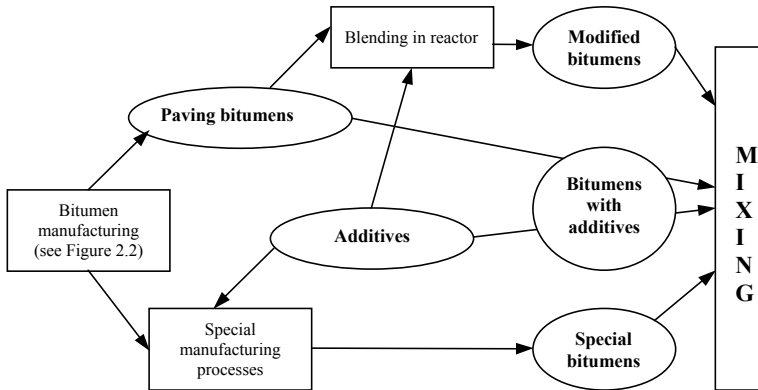 Blending in reactor
Modified
bitumens
Paving bitumens
Bitumen
manufacturing
(see Figure 2.2)
Additives
Bitumens
with
additives
Special
manufacturing
processes
Special
bitumens
M
I
X
I
N
G